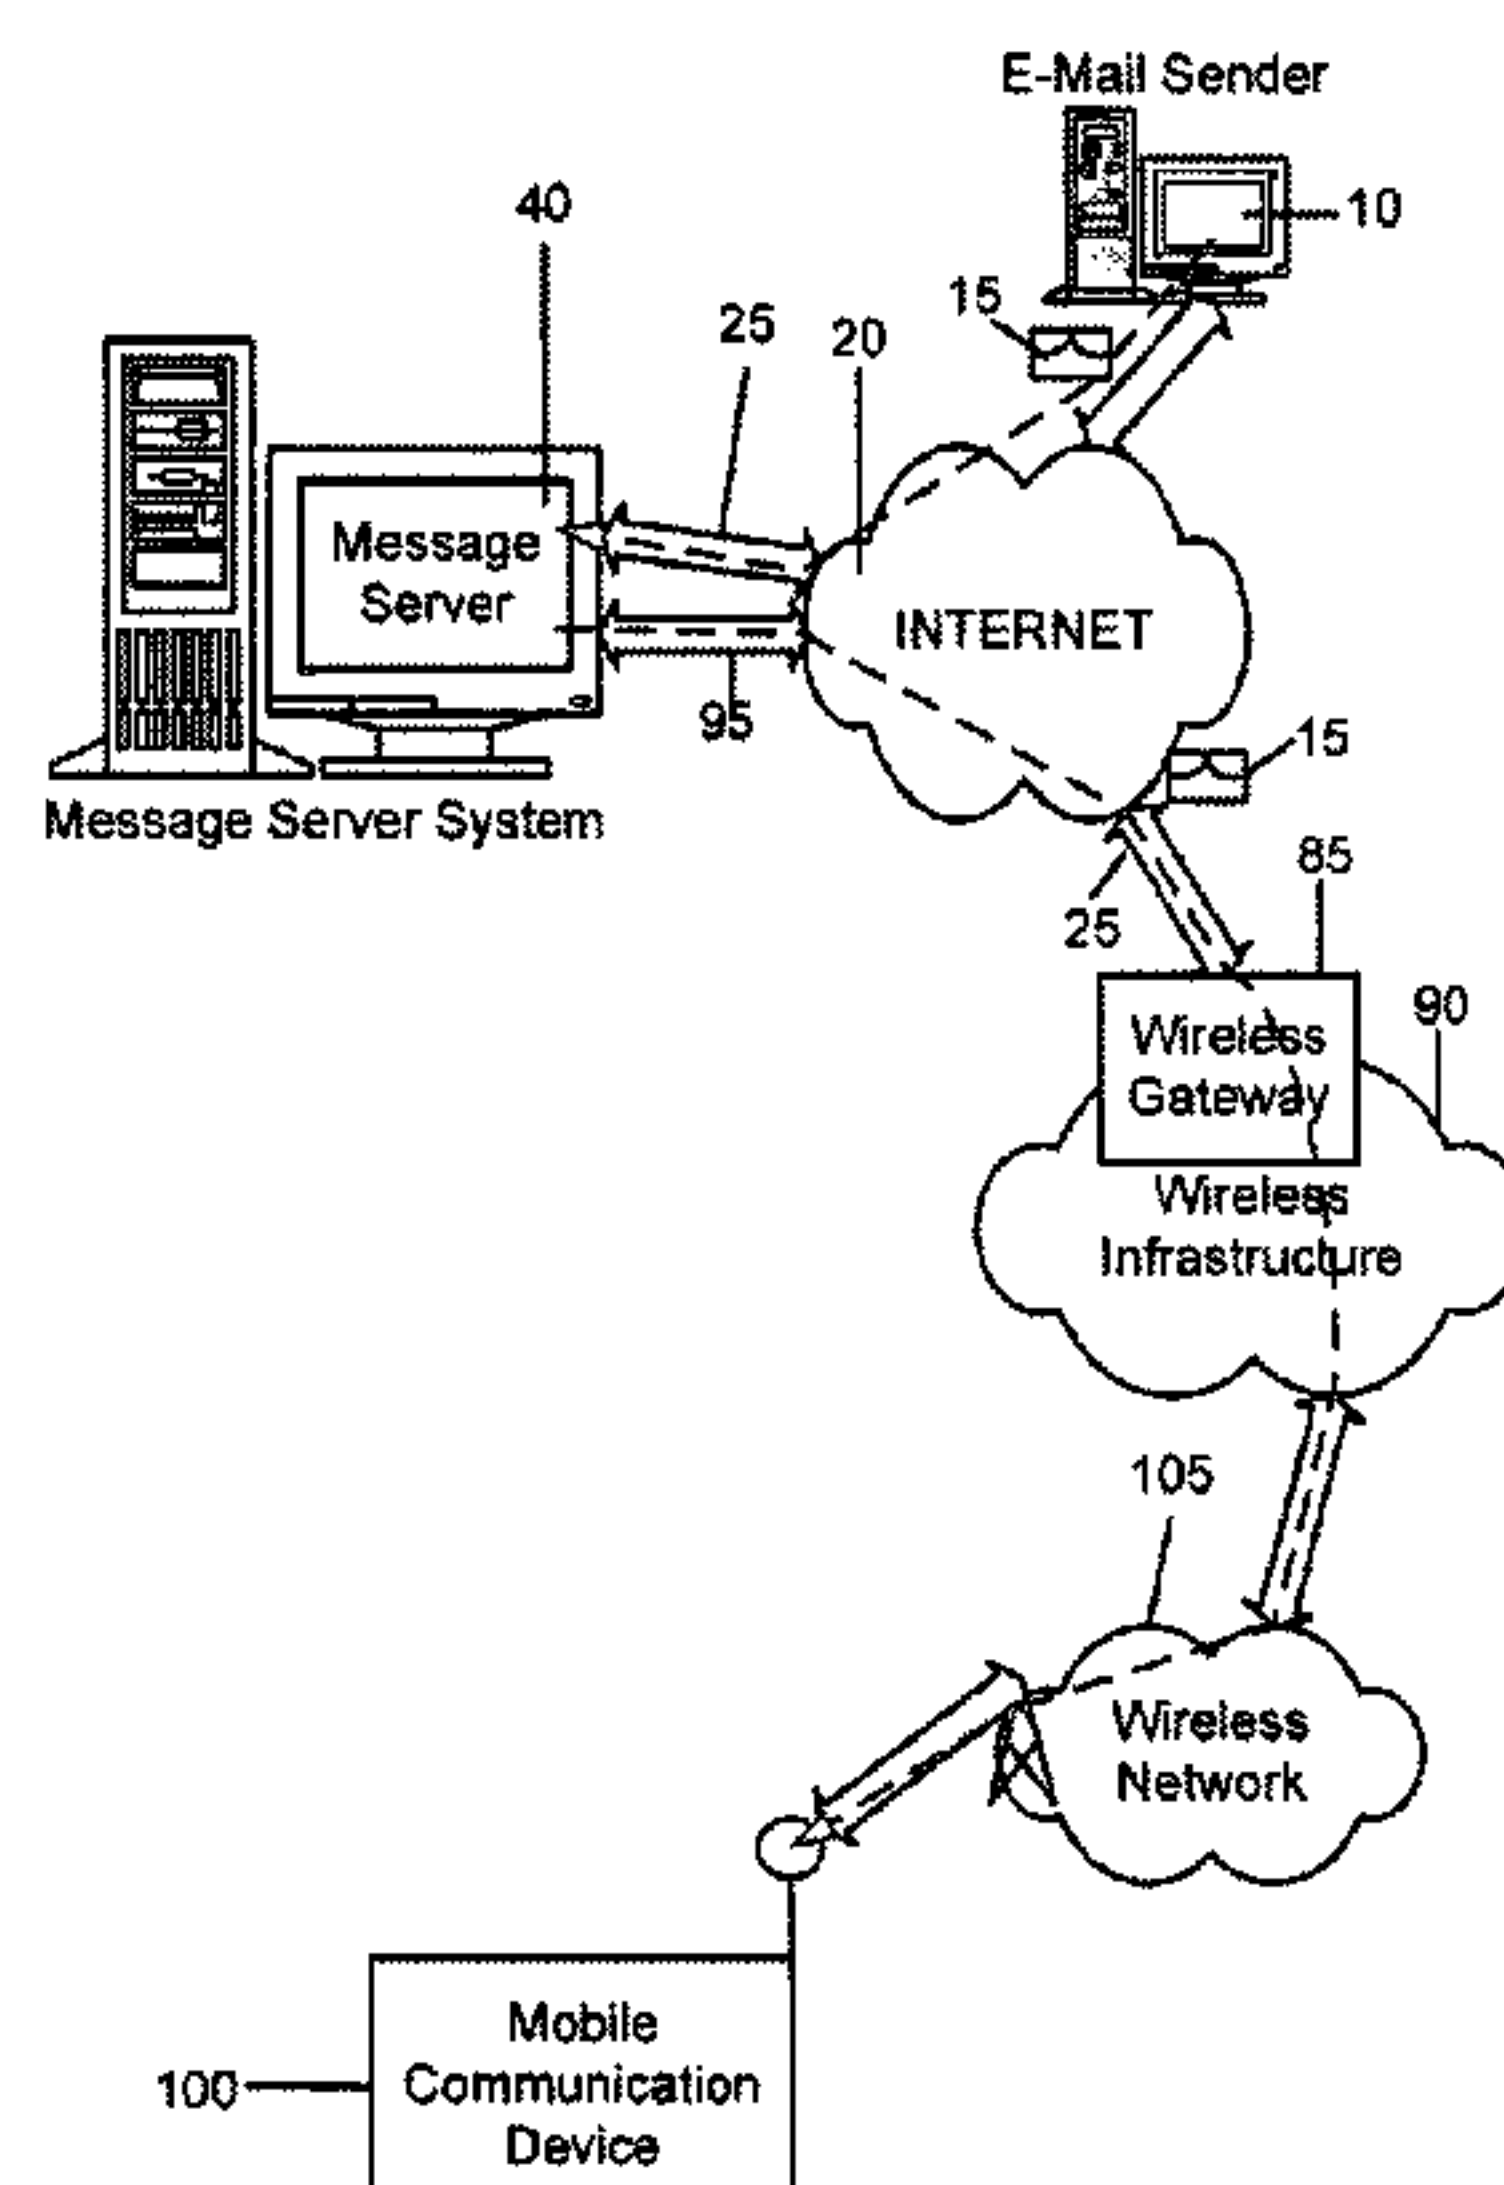 E-Mail Sender
40
10
15
25
20
Message
Server
INTERNET
95
15
Message Server System
85
25
90
Wireless
Gateway
Wireless
Infrastructure
105
Wireless
Network
Mobile
100
Communication
Device